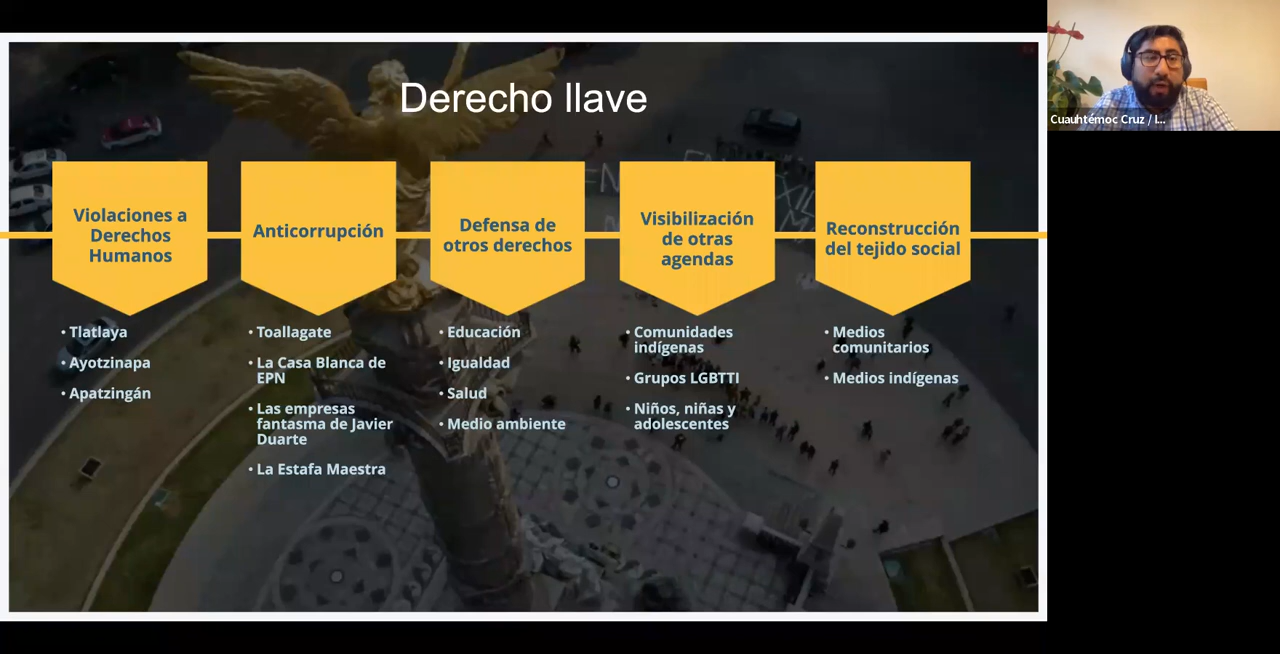 Derecho llave
Violaciones a
Derechos
Humanos
• Tlatlaya
• Ayotzinapa
• Apatzingán
Anticorrupción
• Toallagate
• La Casa Blanca de
EPN
• Las empresas
fantasma de Javier
Duarte
• La Estafa Maestra
Defensa de
otros derechos
• Educación
• Igualdad
• Salud
• Medio ambiente
Visibilización
de otras
agendas
• Comunidades
indígenas
• Grupos LGBTTI
• Niños, niñas y
adolescentes
Reconstrucción
del tejido social
• Medios
comunitarios
• Medios indígenas
Cuauhtémoc Cruz / I...